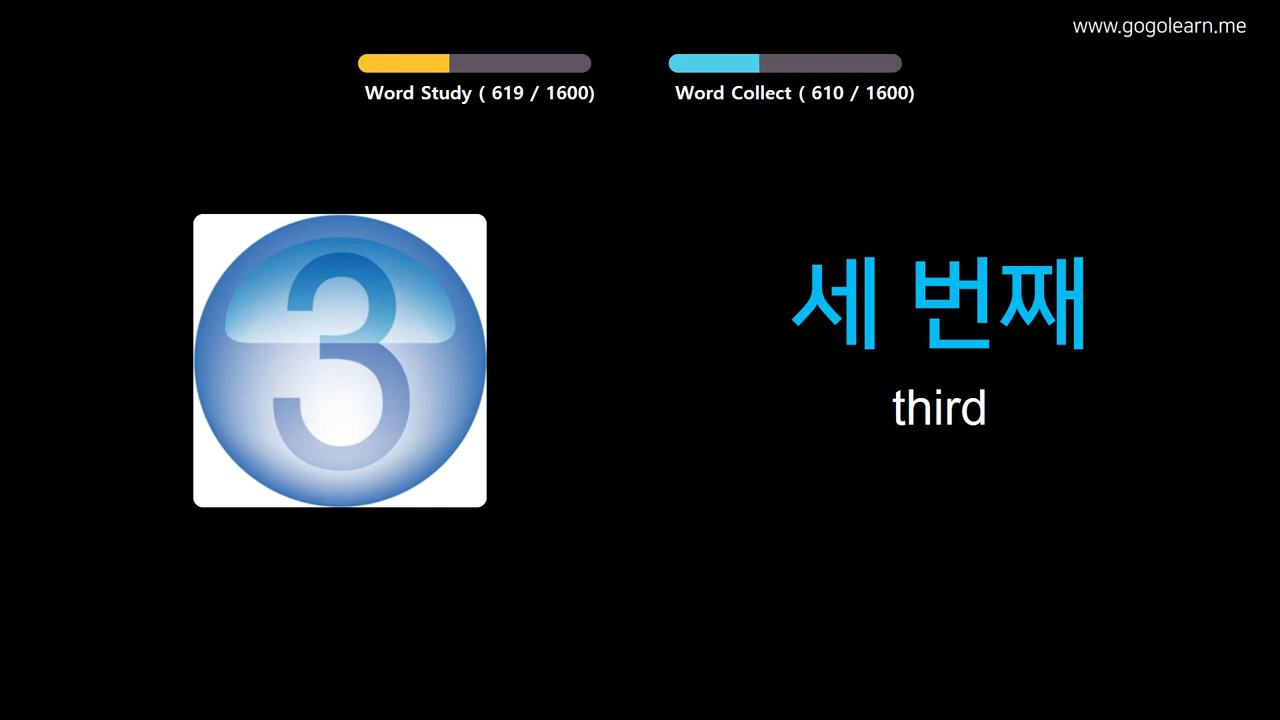 www.gogolearn.me
Word Study ( 619 / 1600)
Word Collect ( 610 / 1600)
3
세 번째
third